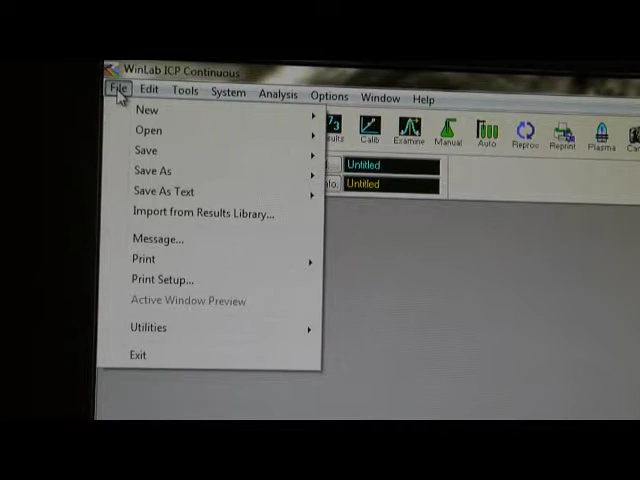 WinLab ICP Continuous
File Edit Tools System Analysis Options Window Help
New
Open
Save
Save As
Save As Text
Import from Results Library...
Message...
Print
Print Setup...
Active Window Preview
Utilities
Exit
Calib Examine Manual Auto Reproc Reprint Plasma
Untitled
Untitled